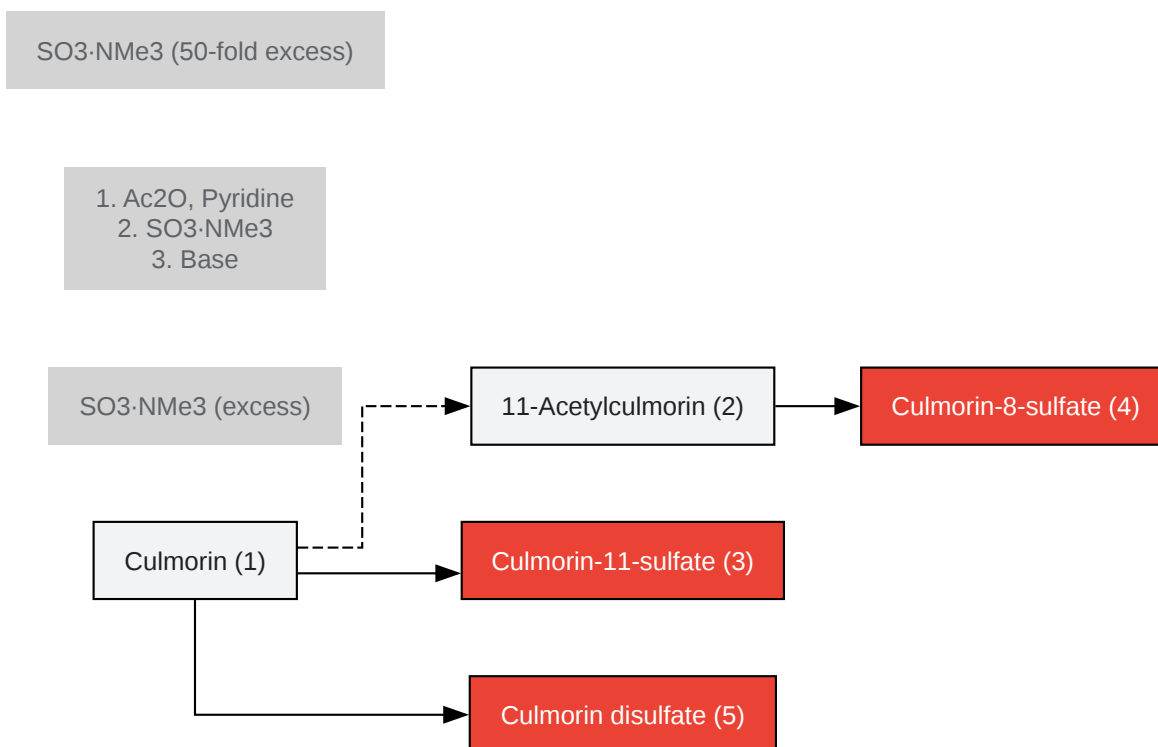 SO3·NMe3 (50-fold excess)
1. Ac2O, Pyridine
2. SO3·NMe3
3. Base
SO3·NMe3 (excess)
11-Acetylculmorin (2)
Culmorin-8-sulfate (4)
Culmorin (1)
Culmorin-11-sulfate (3)
Culmorin disulfate (5)